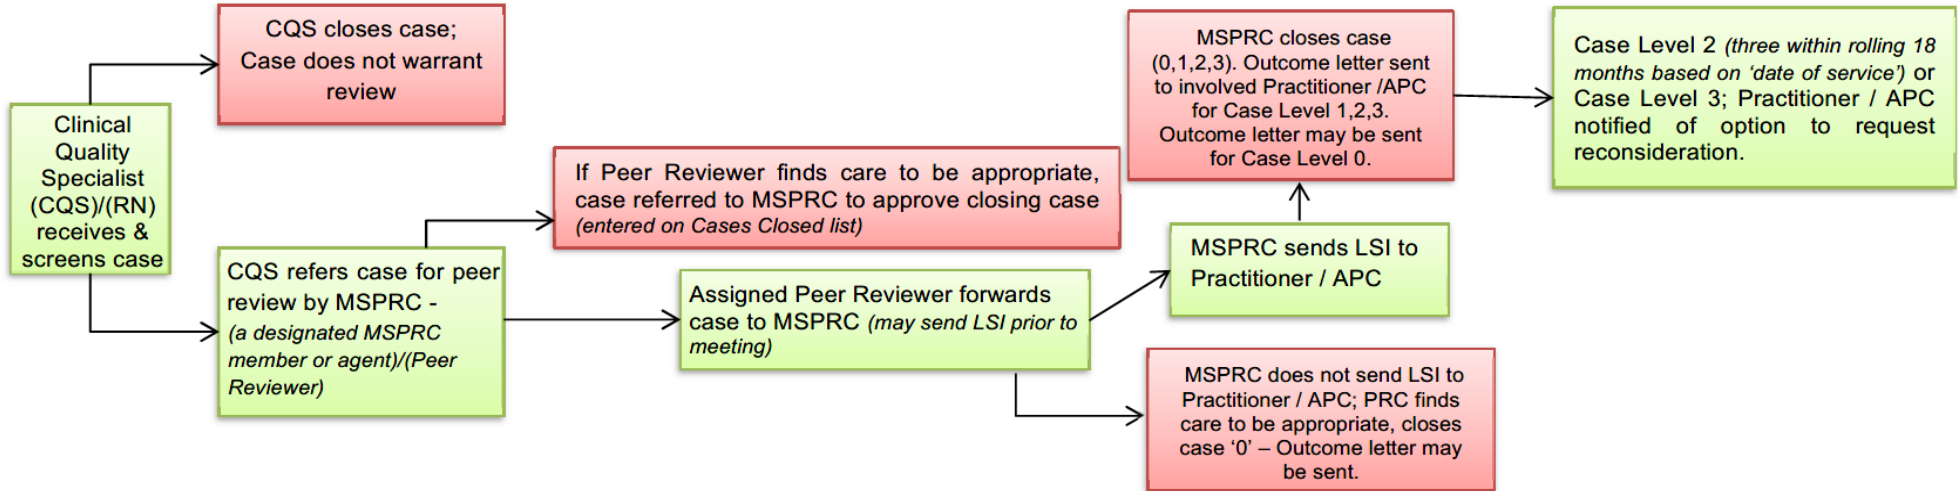 CQS closes case;
Case does not warrant
review
Clinical
Quality
Specialist
(CQS)/(RN)
receives &
screens case
CQS refers case for peer
review by MSPRC -
(a designated MSPRC
member or agent)/(Peer
Reviewer)
If Peer Reviewer finds care to be appropriate,
case referred to MSPRC to approve closing case
(entered on Cases Closed list)
Assigned Peer Reviewer forwards
case to MSPRC (may send LSI prior to
meeting)
MSPRC closes case
(0,1,2,3). Outcome letter sent
to involved Practitioner /APC
for Case Level 1,2,3.
Outcome letter may be sent
for Case Level 0.
MSPRC sends LSI to
Practitioner / APC
MSPRC does not send LSI to
Practitioner / APC; PRC finds
care to be appropriate, closes
case ‘0’ – Outcome letter may
be sent.
Case Level 2 (three within rolling 18
months based on ‘date of service’) or
Case Level 3; Practitioner / APC
notified of option to request
reconsideration.